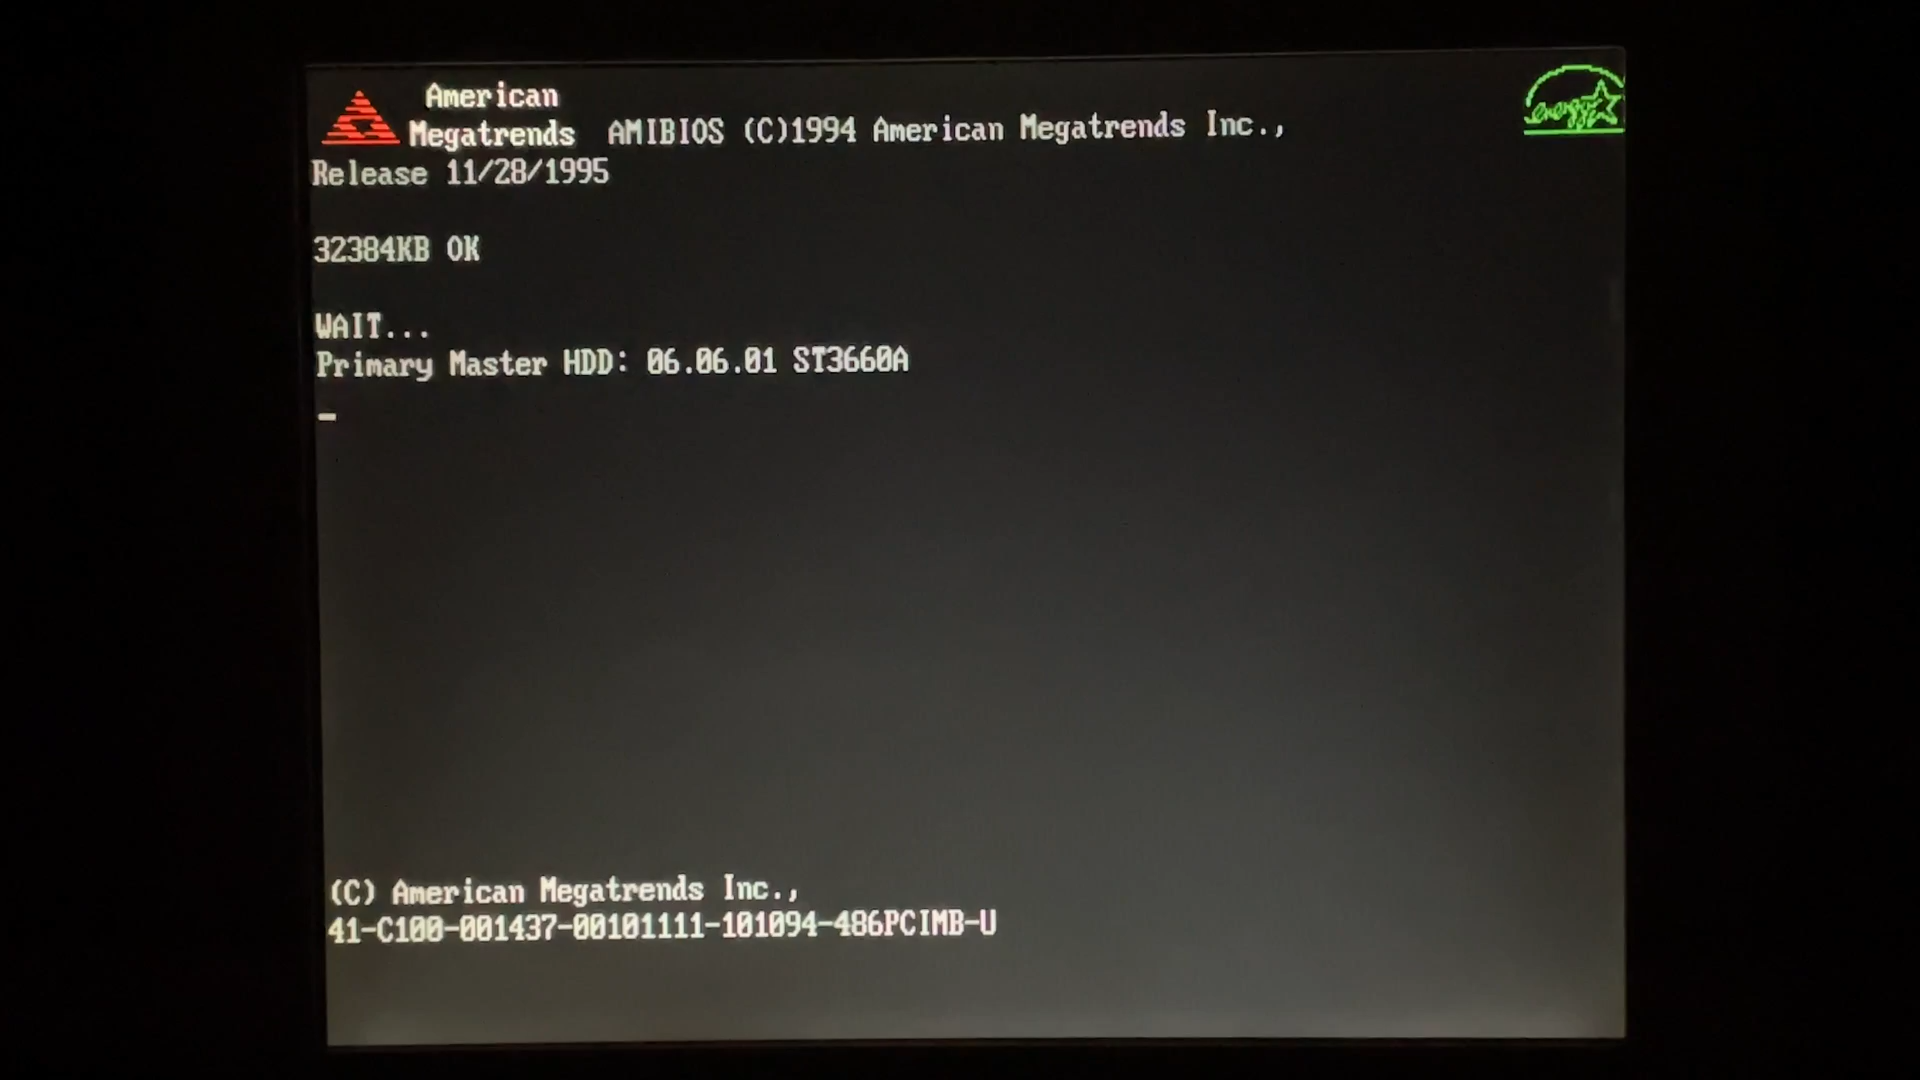 American
Megatrends AMIBIOS (C)1994 American Megatrends Inc.,
energy
Release 11/28/1995
32384KB OK
WAIT...
Primary Master HDD: 06.06.01 ST3660A
(C) American Megatrends Inc.,
41-C100-001437-00101111-101094-486PCIMB-U